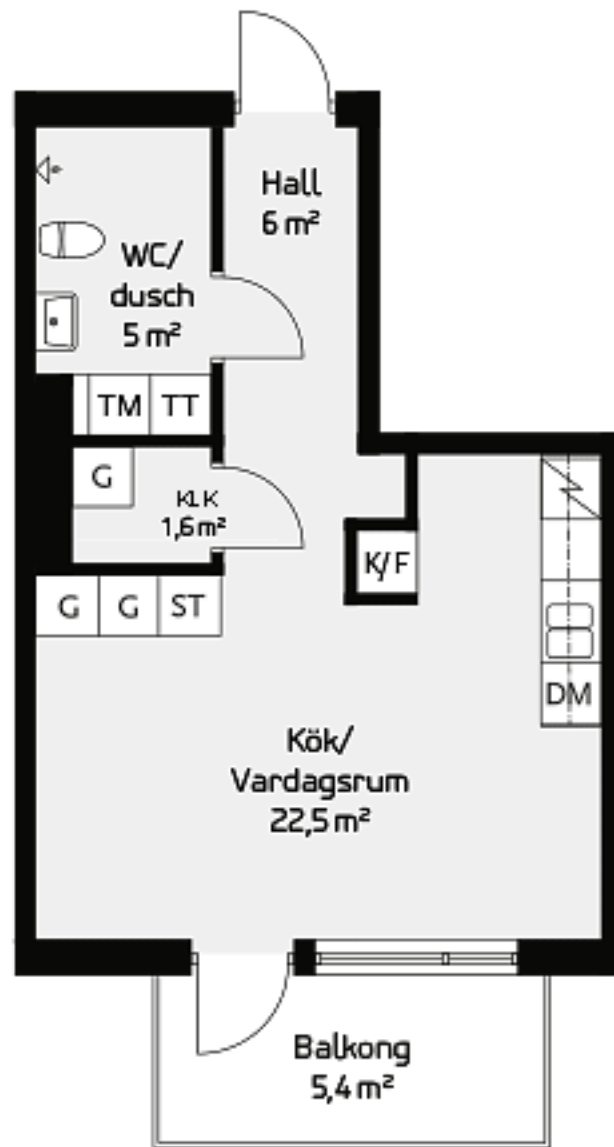 Hall
6 m²
WC/
dusch
5 m²
TM TT
G
KLK
1,6 m²
K/F
G G ST
DM
Kök/
Vardagsrum
22,5 m²
Balkong
5,4 m²